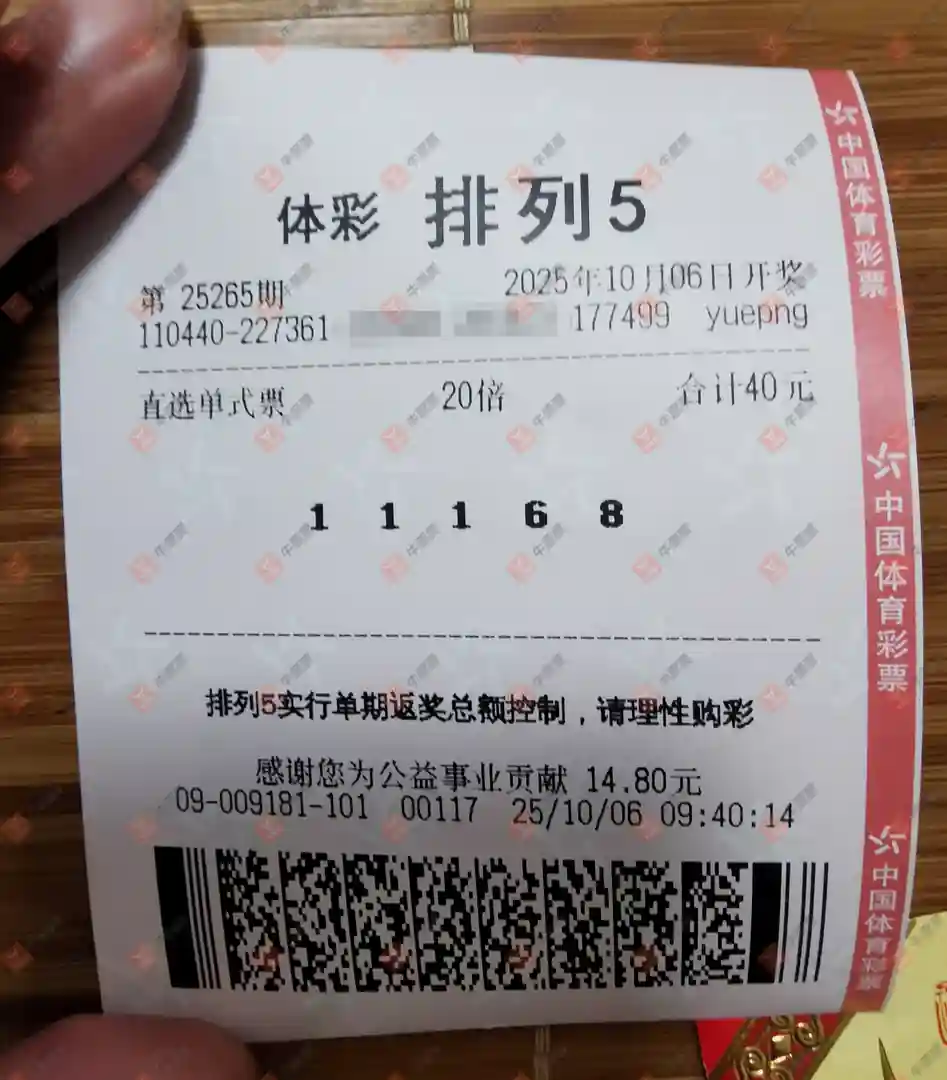 体彩 排列5
第 25265期 2025年10月06日开奖
110440-227361 177499 yuepng
直选单式票 20倍 合计40元
1 1 1 6 8
排列5实行单期返奖总额控制，请理性购彩
感谢您为公益事业贡献 14.80元
09-009181-101 00117 25/10/06 09:40:14
中国体育彩票
中国体育彩票
中国体育彩票